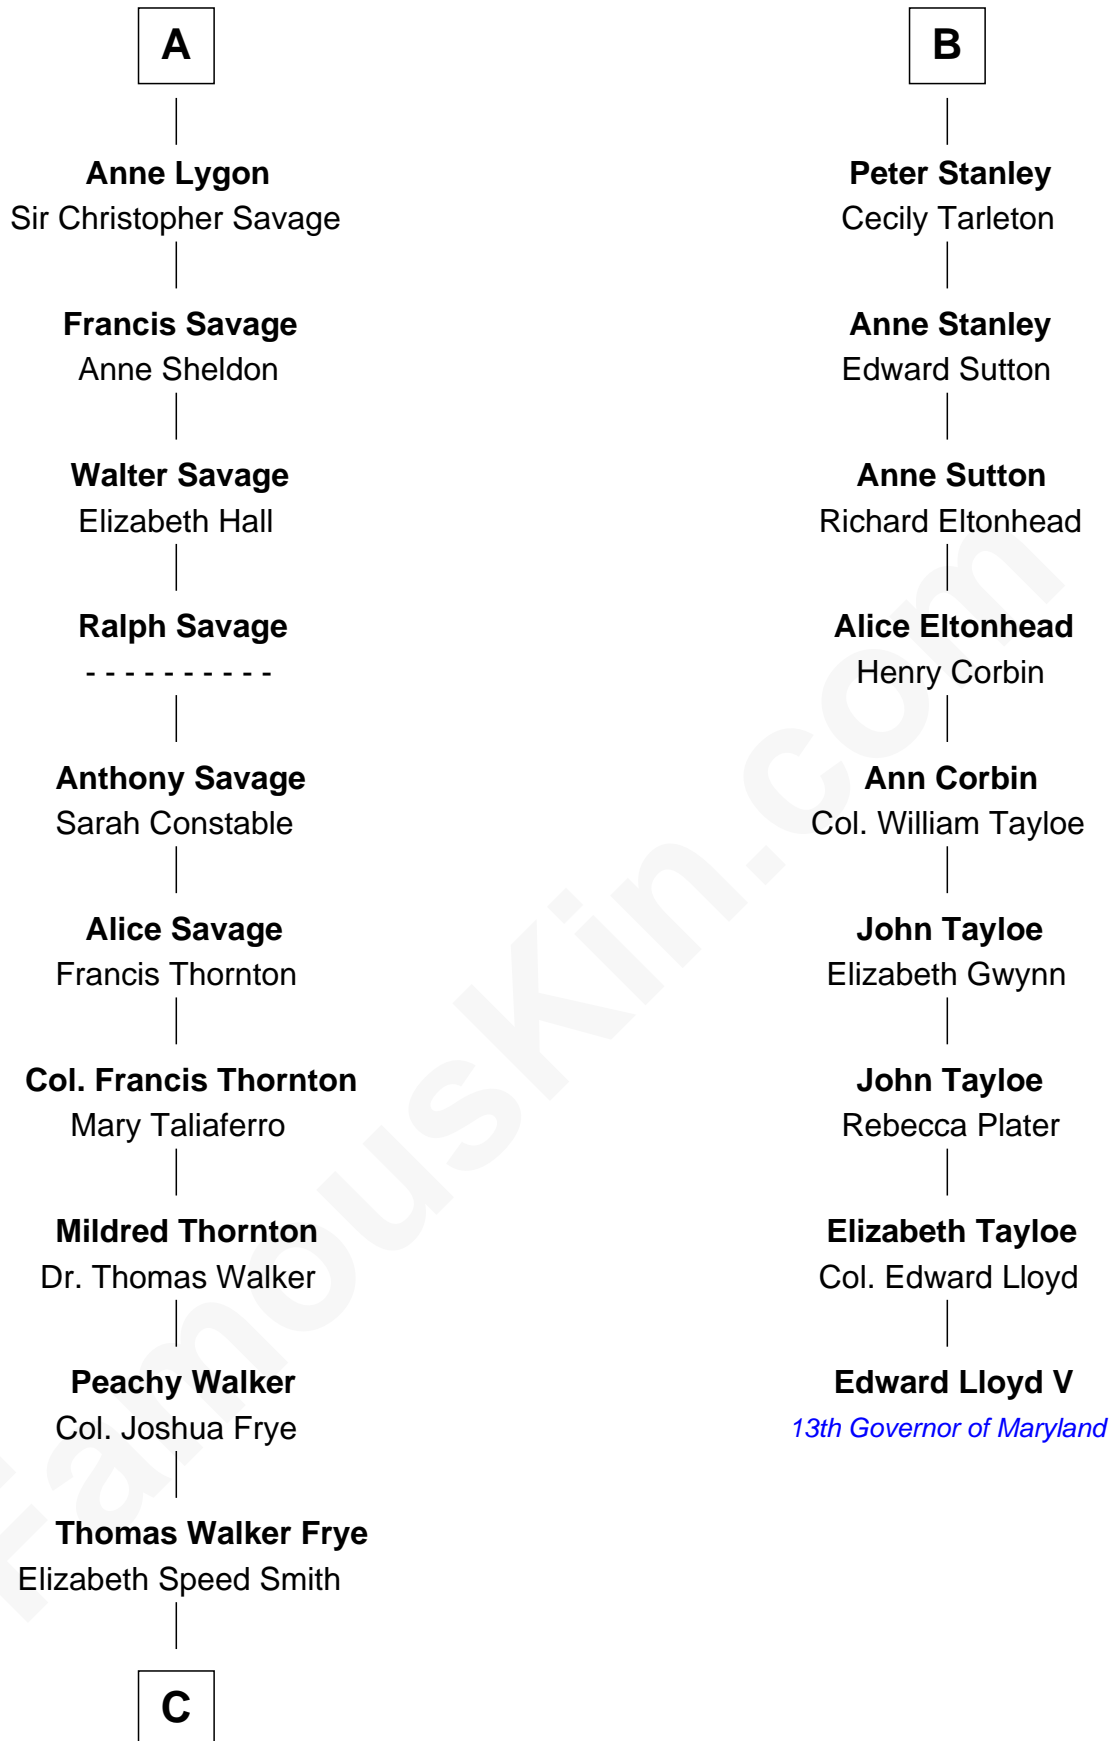 A
Anne Lygon
Sir Christopher Savage
Francis Savage
Anne Sheldon
Walter Savage
Elizabeth Hall
Ralph Savage
- - - - - - - - - -
Anthony Savage
Sarah Constable
Alice Savage
Francis Thornton
Col. Francis Thornton
Mary Taliaferro
Mildred Thornton
Dr. Thomas Walker
Peachy Walker
Col. Joshua Frye
Thomas Walker Frye
Elizabeth Speed Smith
C
B
Peter Stanley
Cecily Tarleton
Anne Stanley
Edward Sutton
Anne Sutton
Richard Eltonhead
Alice Eltonhead
Henry Corbin
Ann Corbin
Col. William Tayloe
John Tayloe
Elizabeth Gwynn
John Tayloe
Rebecca Plater
Elizabeth Tayloe
Col. Edward Lloyd
Edward Lloyd V
13th Governor of Maryland
FamousKin.com